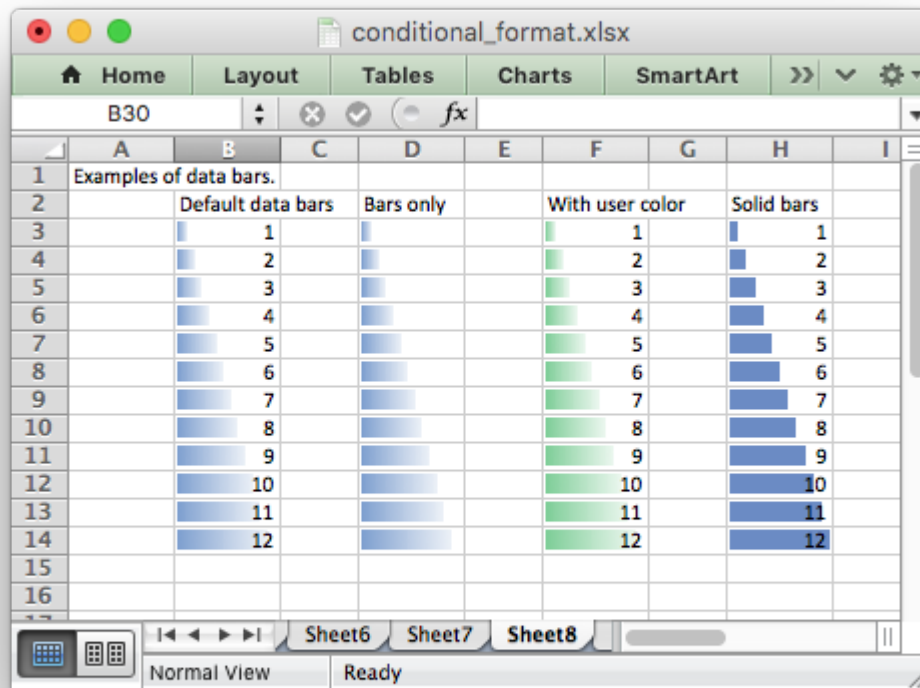 conditional_format.xlsx
Home Layout Tables Charts SmartArt
B30 fx
A B C D E F G H I
1 Examples of data bars.
2 Default data bars Bars only With user color Solid bars
3 1 1 1
4 2 2 2
5 3 3 3
6 4 4 4
7 5 5 5
8 6 6 6
9 7 7 7
10 8 8 8
11 9 9 9
12 10 10 10
13 11 11 11
14 12 12 12
15
16
Sheet6 Sheet7 Sheet8
Normal View Ready